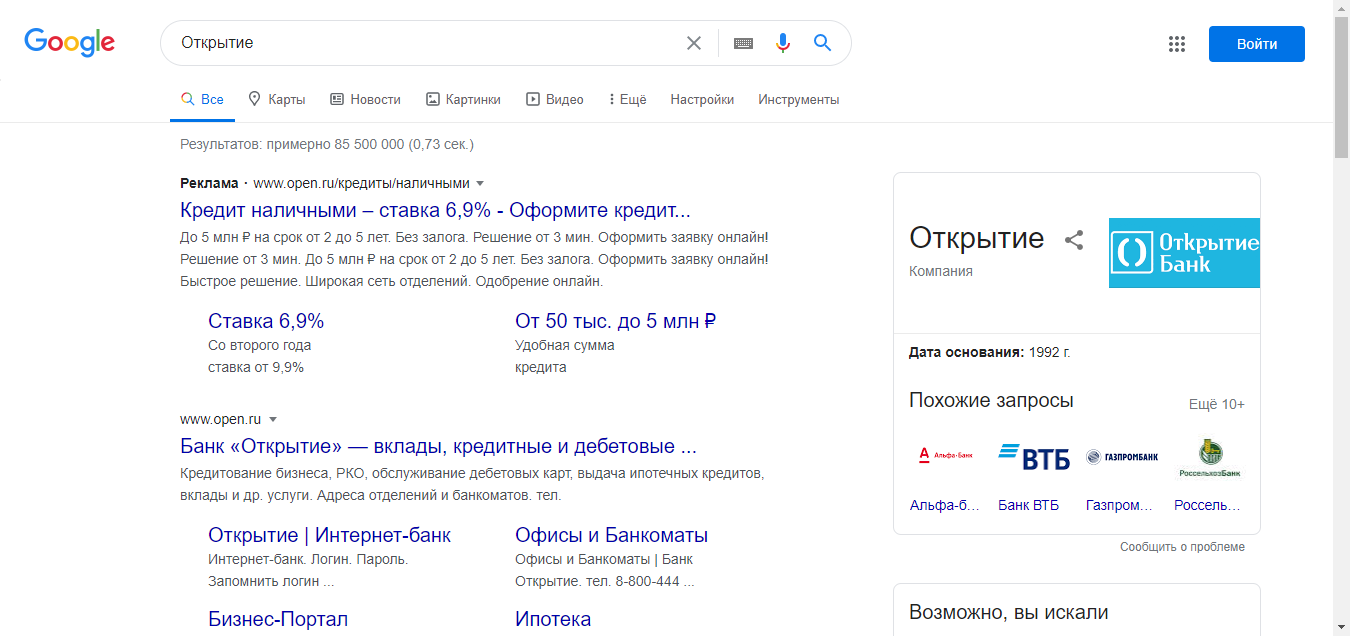 Google
Открытие
Войти
Все
Карты
Новости
Картинки
Видео
Ещё
Настройки
Инструменты
Результатов: примерно 85 500 000 (0,73 сек.)
Реклама · www.open.ru/кредиты/наличными
Кредит наличными – ставка 6,9% - Оформите кредит...
До 5 млн ₽ на срок от 2 до 5 лет. Без залога. Решение от 3 мин. Оформить заявку онлайн!
Решение от 3 мин. До 5 млн ₽ на срок от 2 до 5 лет. Без залога. Оформить заявку онлайн!
Быстрое решение. Широкая сеть отделений. Одобрение онлайн.
Ставка 6,9%
Со второго года
ставка от 9,9%
От 50 тыс. до 5 млн ₽
Удобная сумма
кредита
www.open.ru
Банк «Открытие» — вклады, кредитные и дебетовые ...
Кредитование бизнеса, РКО, обслуживание дебетовых карт, выдача ипотечных кредитов,
вклады и др. услуги. Адреса отделений и банкоматов. тел.
Открытие | Интернет-банк
Интернет-банк. Логин. Пароль.
Запомнить логин ...
Офисы и Банкоматы
Офисы и Банкоматы | Банк
Открытие. тел. 8-800-444 ...
Бизнес-Портал
Ипотека
Открытие
Компания
Открытие
Банк
Дата основания: 1992 г.
Похожие запросы
Ещё 10+
Альфа·Банк
ВТБ
ГАЗПРОМБАНК
РоссельхозБанк
Альфа-б...
Банк ВТБ
Газпром...
Россель...
Сообщить о проблеме
Возможно, вы искали